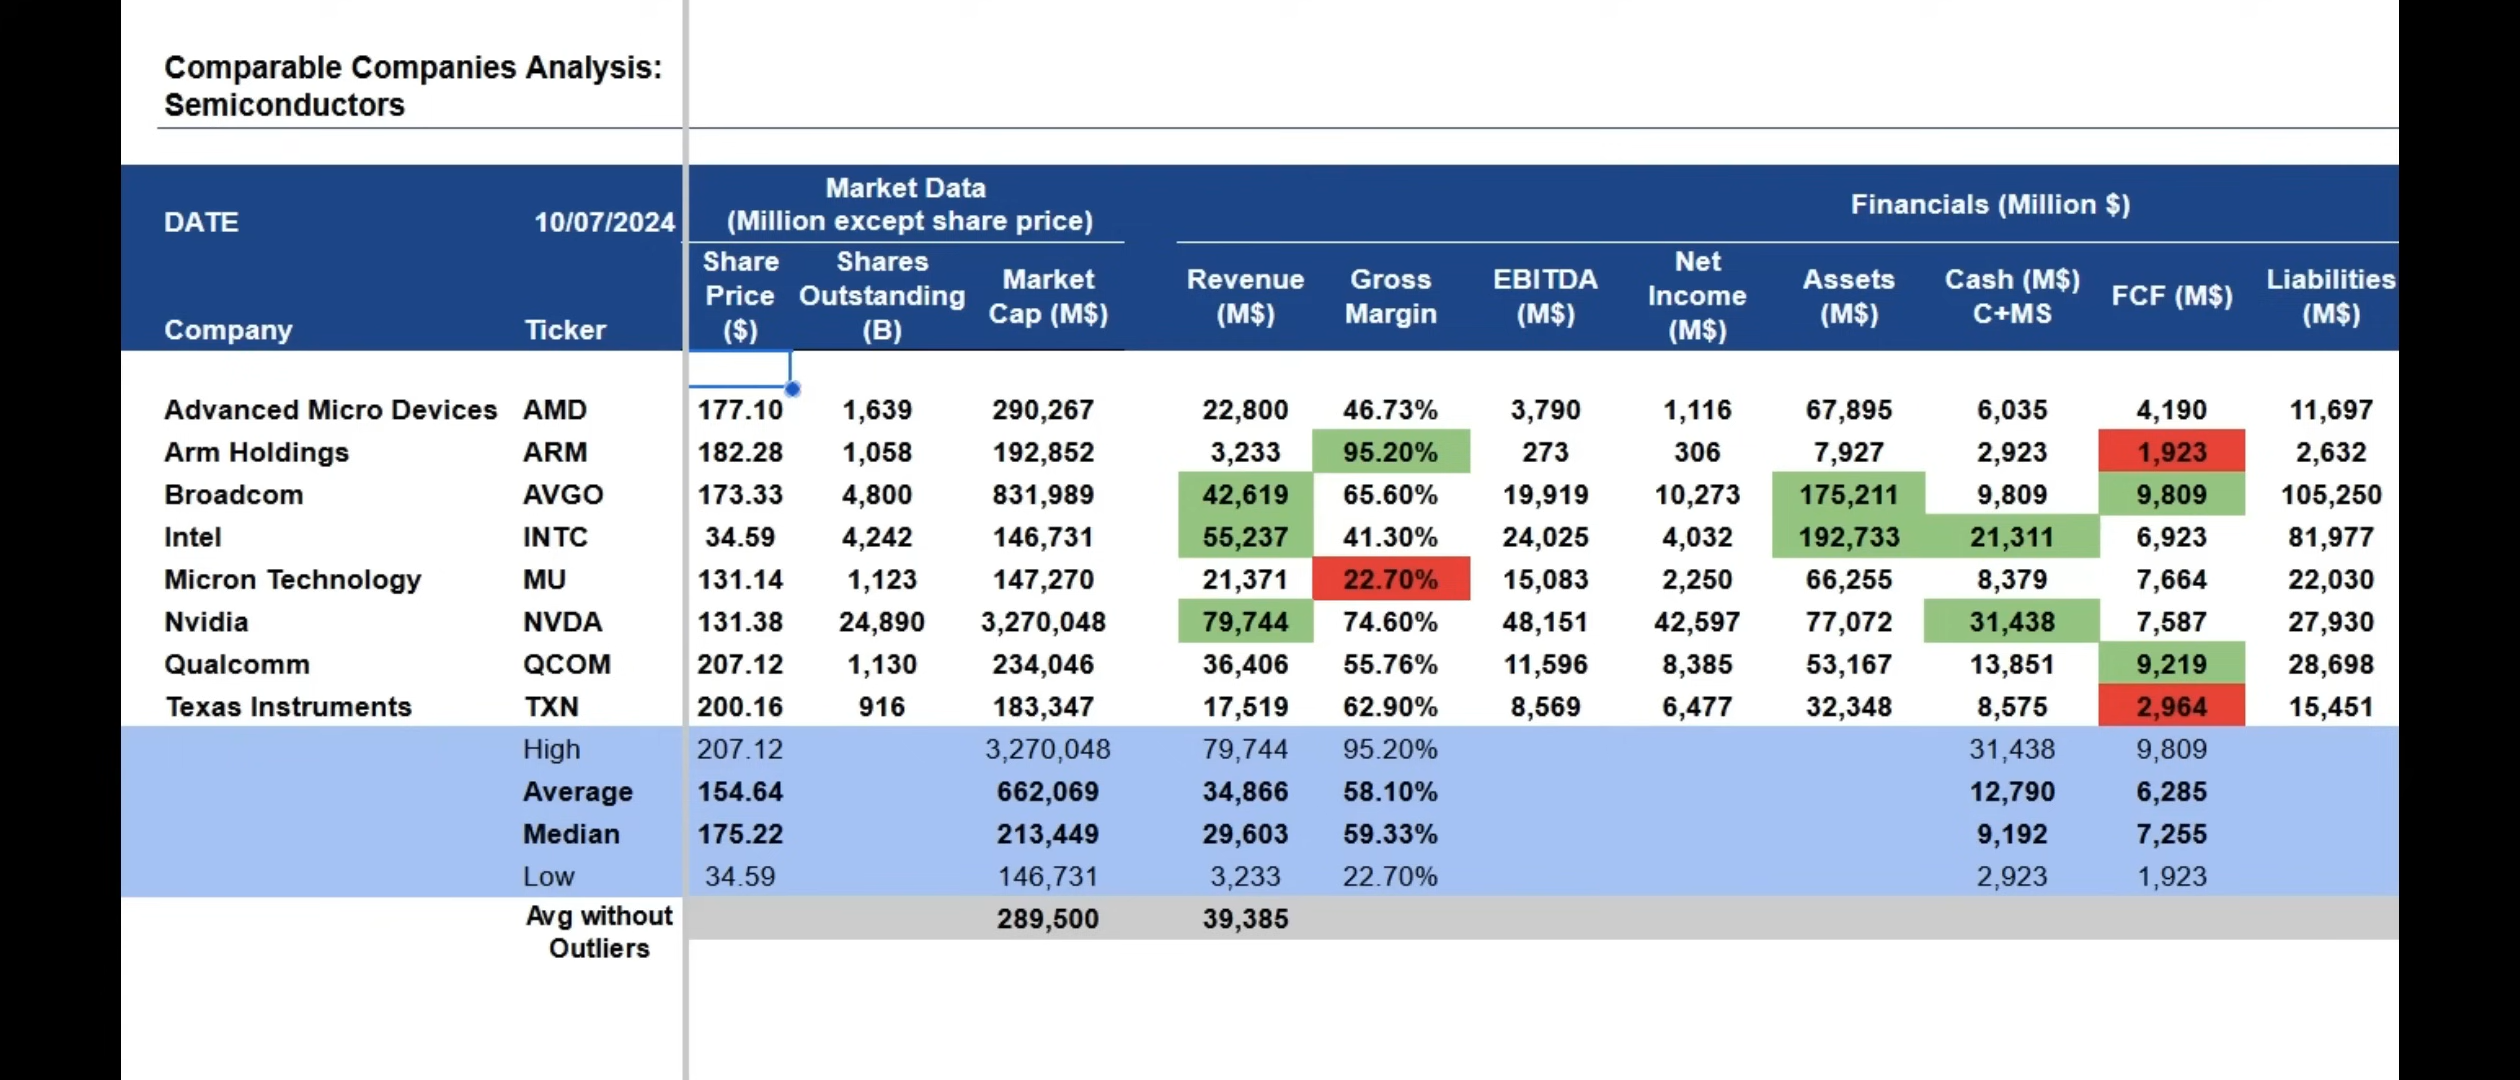 Comparable Companies Analysis:
Semiconductors
Market Data
(Million except share price)
Financials (Million $)
DATE 10/07/2024
Company Ticker Share Price ($) Shares Outstanding (B) Market Cap (M$) Revenue (M$) Gross Margin EBITDA (M$) Net Income (M$) Assets (M$) Cash (M$) C+MS FCF (M$) Liabilities (M$)
Advanced Micro Devices AMD 177.10 1,639 290,267 22,800 46.73% 3,790 1,116 67,895 6,035 4,190 11,697
Arm Holdings ARM 182.28 1,058 192,852 3,233 95.20% 273 306 7,927 2,923 1,923 2,632
Broadcom AVGO 173.33 4,800 831,989 42,619 65.60% 19,919 10,273 175,211 9,809 9,809 105,250
Intel INTC 34.59 4,242 146,731 55,237 41.30% 24,025 4,032 192,733 21,311 6,923 81,977
Micron Technology MU 131.14 1,123 147,270 21,371 22.70% 15,083 2,250 66,255 8,379 7,664 22,030
Nvidia NVDA 131.38 24,890 3,270,048 79,744 74.60% 48,151 42,597 77,072 31,438 7,587 27,930
Qualcomm QCOM 207.12 1,130 234,046 36,406 55.76% 11,596 8,385 53,167 13,851 9,219 28,698
Texas Instruments TXN 200.16 916 183,347 17,519 62.90% 8,569 6,477 32,348 8,575 2,964 15,451
High 207.12 3,270,048 79,744 95.20% 31,438 9,809
Average 154.64 662,069 34,866 58.10% 12,790 6,285
Median 175.22 213,449 29,603 59.33% 9,192 7,255
Low 34.59 146,731 3,233 22.70% 2,923 1,923
Avg without Outliers 289,500 39,385